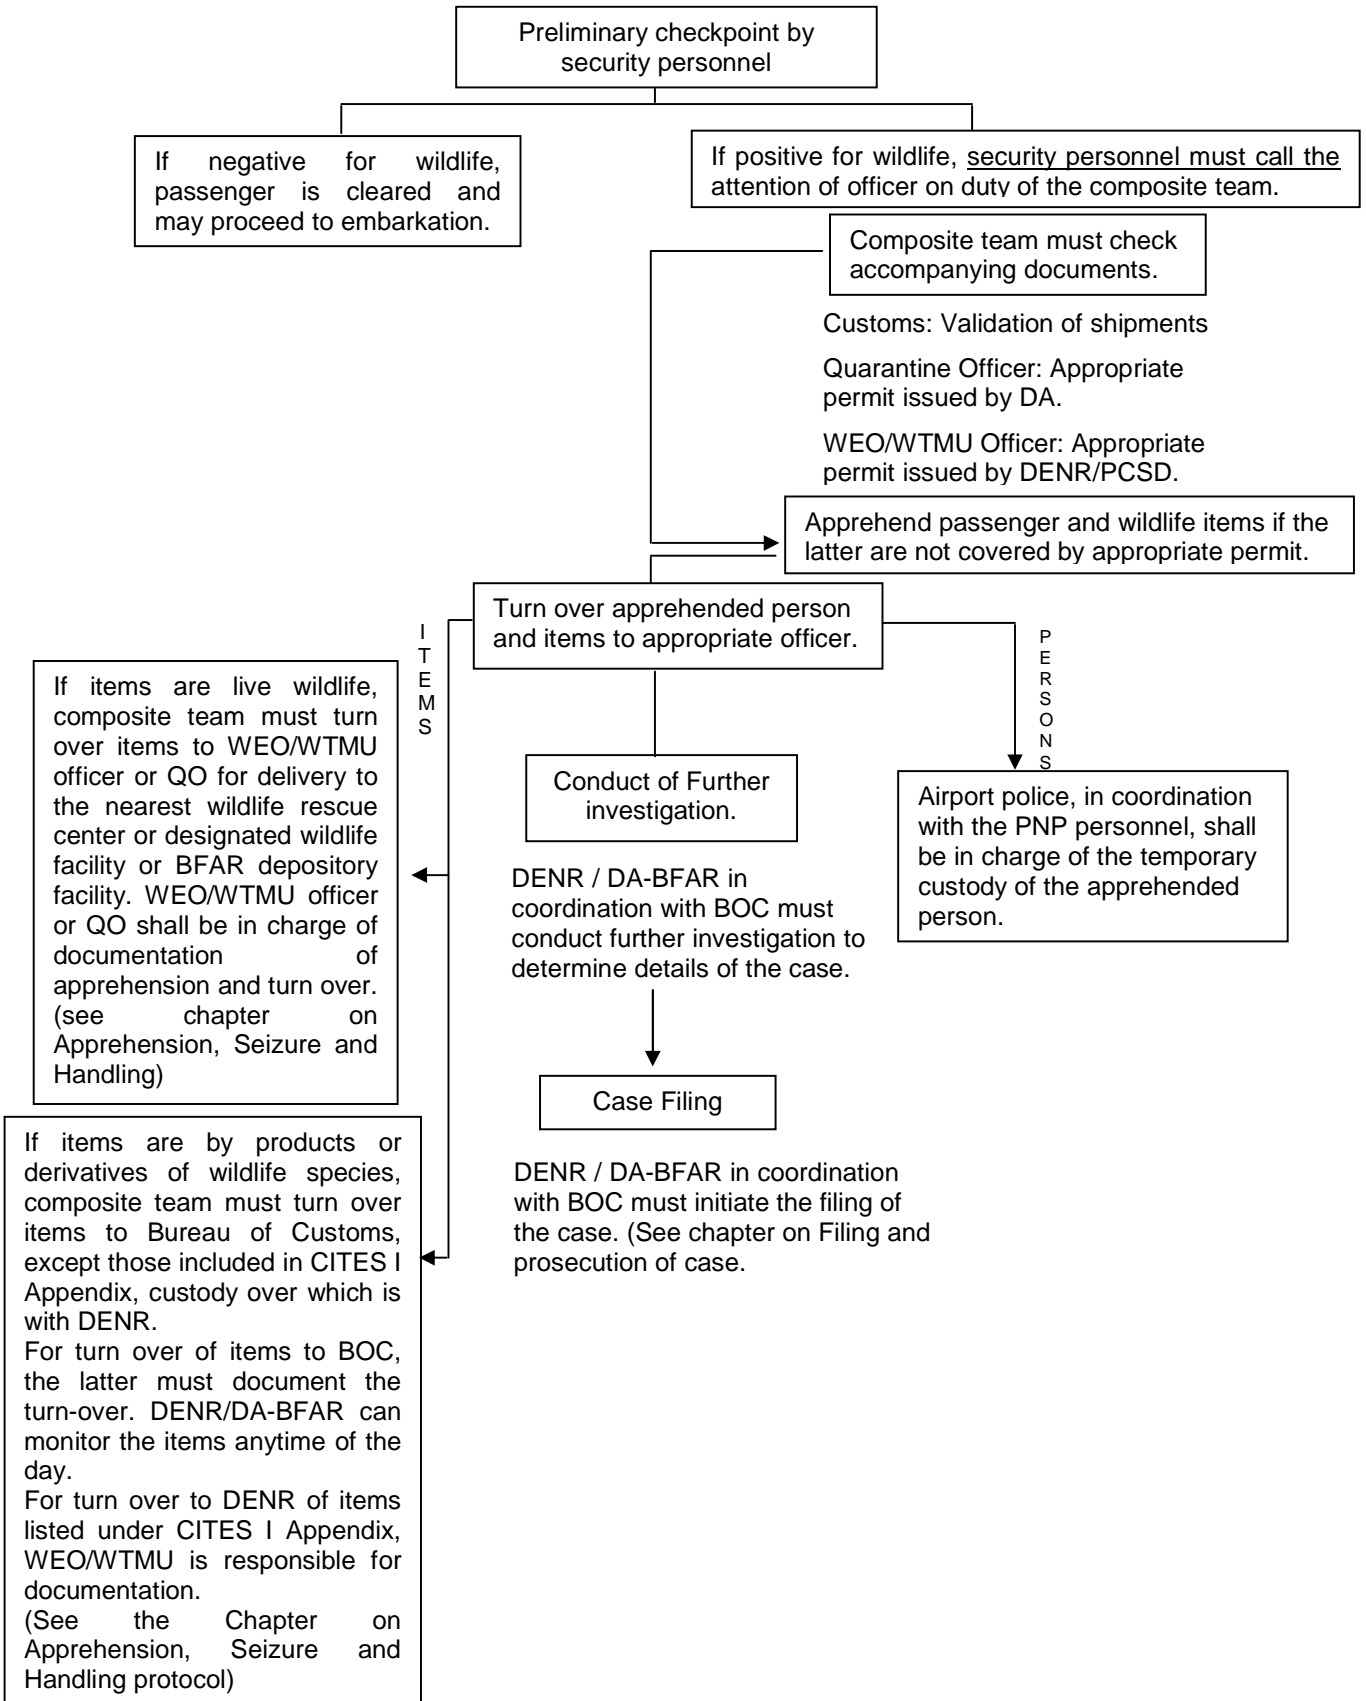 Preliminary checkpoint by
security personnel
If negative for wildlife,
passenger is cleared and
may proceed to embarkation.
If positive for wildlife, security personnel must call the
attention of officer on duty of the composite team.
Composite team must check
accompanying documents.
Customs: Validation of shipments
Quarantine Officer: Appropriate
permit issued by DA.
WEO/WTMU Officer: Appropriate
permit issued by DENR/PCSD.
Apprehend passenger and wildlife items if the
latter are not covered by appropriate permit.
Turn over apprehended person
and items to appropriate officer.
I
T
E
M
S
P
E
R
S
O
N
S
If items are live wildlife,
composite team must turn
over items to WEO/WTMU
officer or QO for delivery to
the nearest wildlife rescue
center or designated wildlife
facility or BFAR depository
facility. WEO/WTMU officer
or QO shall be in charge of
documentation of
apprehension and turn over.
(see chapter on
Apprehension, Seizure and
Handling)
Conduct of Further
investigation.
DENR / DA-BFAR in
coordination with BOC must
conduct further investigation to
determine details of the case.
Airport police, in coordination
with the PNP personnel, shall
be in charge of the temporary
custody of the apprehended
person.
Case Filing
DENR / DA-BFAR in coordination
with BOC must initiate the filing of
the case. (See chapter on Filing and
prosecution of case.
If items are by products or
derivatives of wildlife species,
composite team must turn over
items to Bureau of Customs,
except those included in CITES I
Appendix, custody over which is
with DENR.
For turn over of items to BOC,
the latter must document the
turn-over. DENR/DA-BFAR can
monitor the items anytime of the
day.
For turn over to DENR of items
listed under CITES I Appendix,
WEO/WTMU is responsible for
documentation.
(See the Chapter on
Apprehension, Seizure and
Handling protocol)